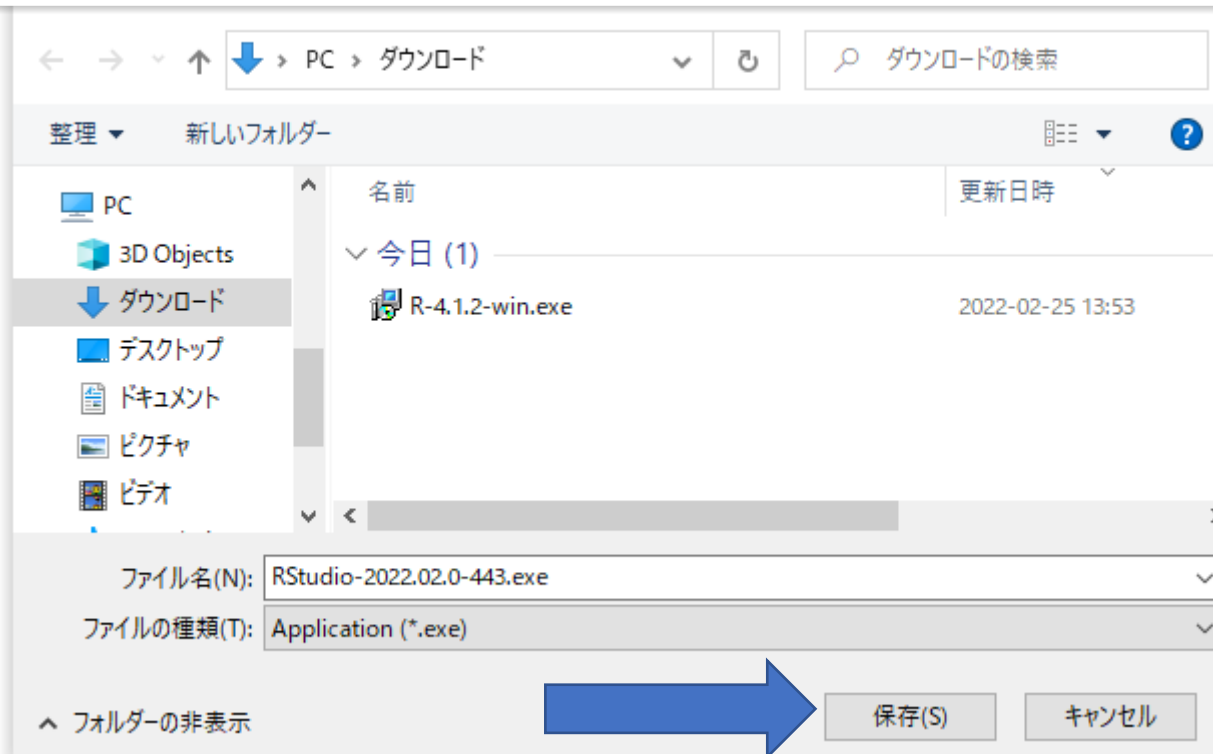 PC › ダウンロード
ダウンロードの検索
整理
新しいフォルダー
?
PC
3D Objects
ダウンロード
デスクトップ
ドキュメント
ピクチャ
ビデオ
名前
更新日時
今日 (1)
R-4.1.2-win.exe
2022-02-25 13:53
ファイル名(N): RStudio-2022.02.0-443.exe
ファイルの種類(T): Application (*.exe)
フォルダーの非表示
保存(S)
キャンセル